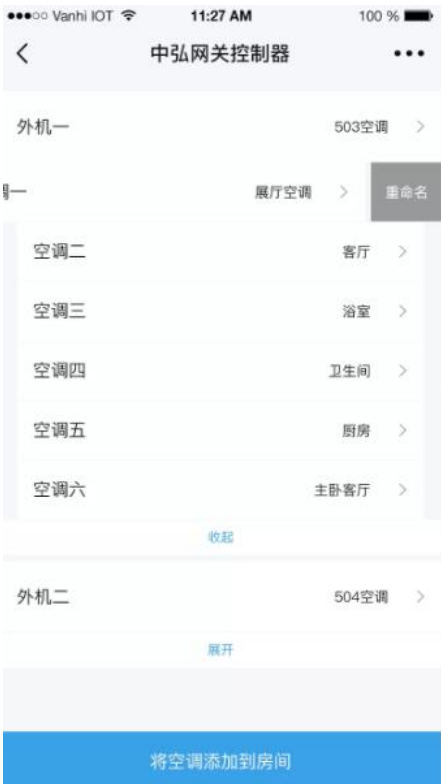 Vanhi IOT 11:27 AM 100 %
中弘网关控制器
外机一 503空调
调一 展厅空调 重命名
空调二 客厅
空调三 浴室
空调四 卫生间
空调五 厨房
空调六 主卧客厅
收起
外机二 504空调
展开
将空调添加到房间